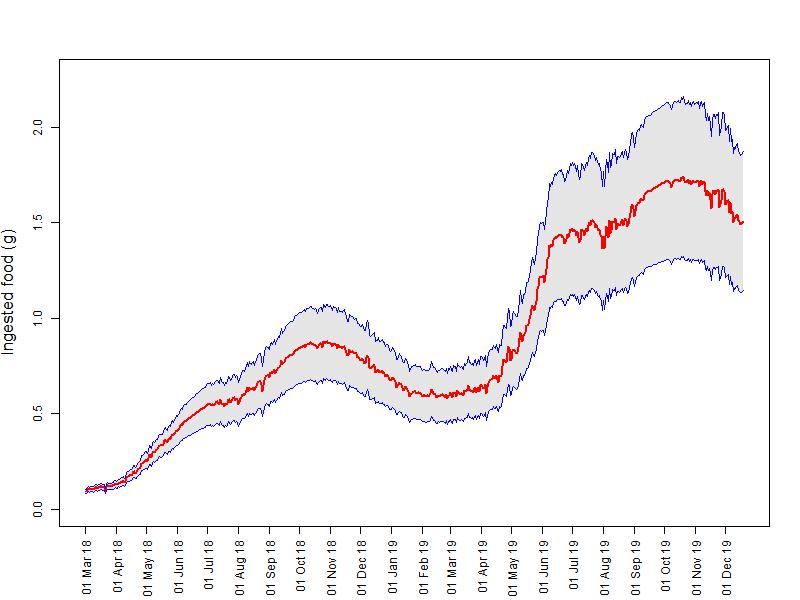 Ingested food (g)
2.0
1.5
1.0
0.5
0.0
01 Mar 18
01 Apr 18
01 May 18
01 Jun 18
01 Jul 18
01 Aug 18
01 Sep 18
01 Oct 18
01 Nov 18
01 Dec 18
01 Jan 19
01 Feb 19
01 Mar 19
01 Apr 19
01 May 19
01 Jun 19
01 Jul 19
01 Aug 19
01 Sep 19
01 Oct 19
01 Nov 19
01 Dec 19